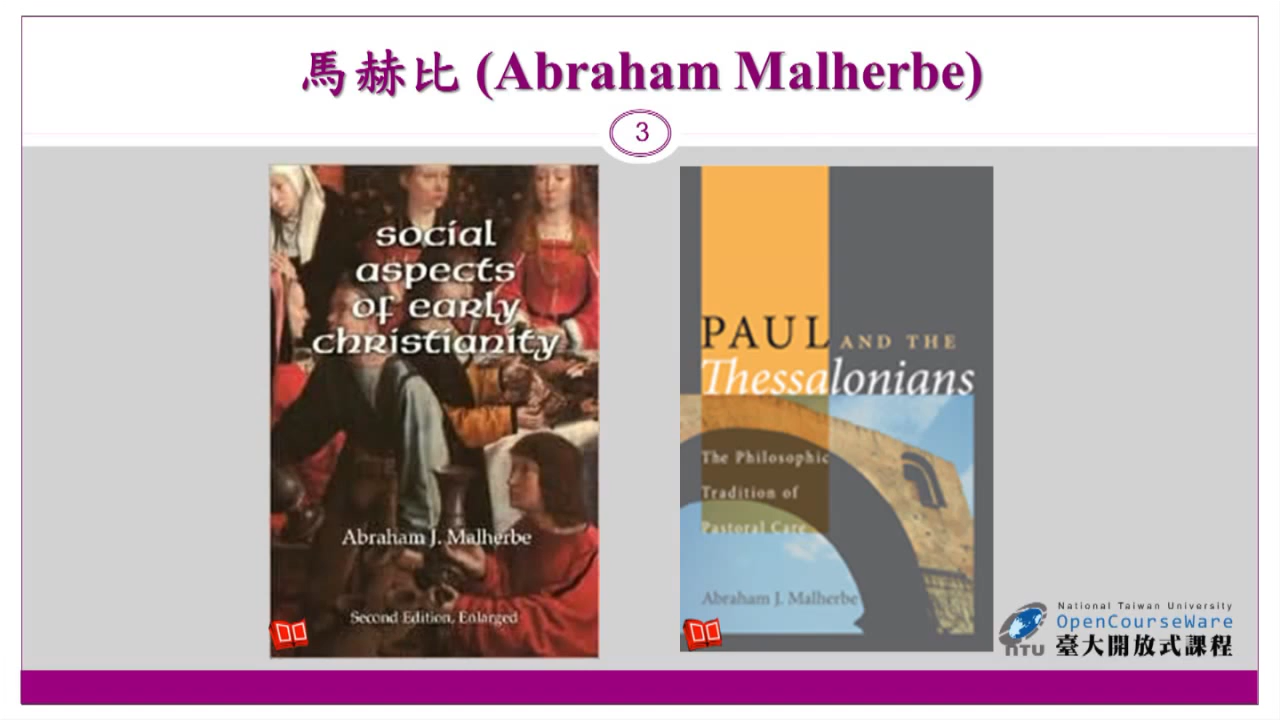 馬赫比 (Abraham Malherbe)
3
social
aspects
of early
christianity
Abraham J. Malherbe
Second Edition, Enlarged
PAUL AND THE
Thessalonians
The Philosophic
Tradition of
Pastoral Care
Abraham J. Malherbe
National Taiwan University
OpenCourseWare
NTU 臺大開放式課程